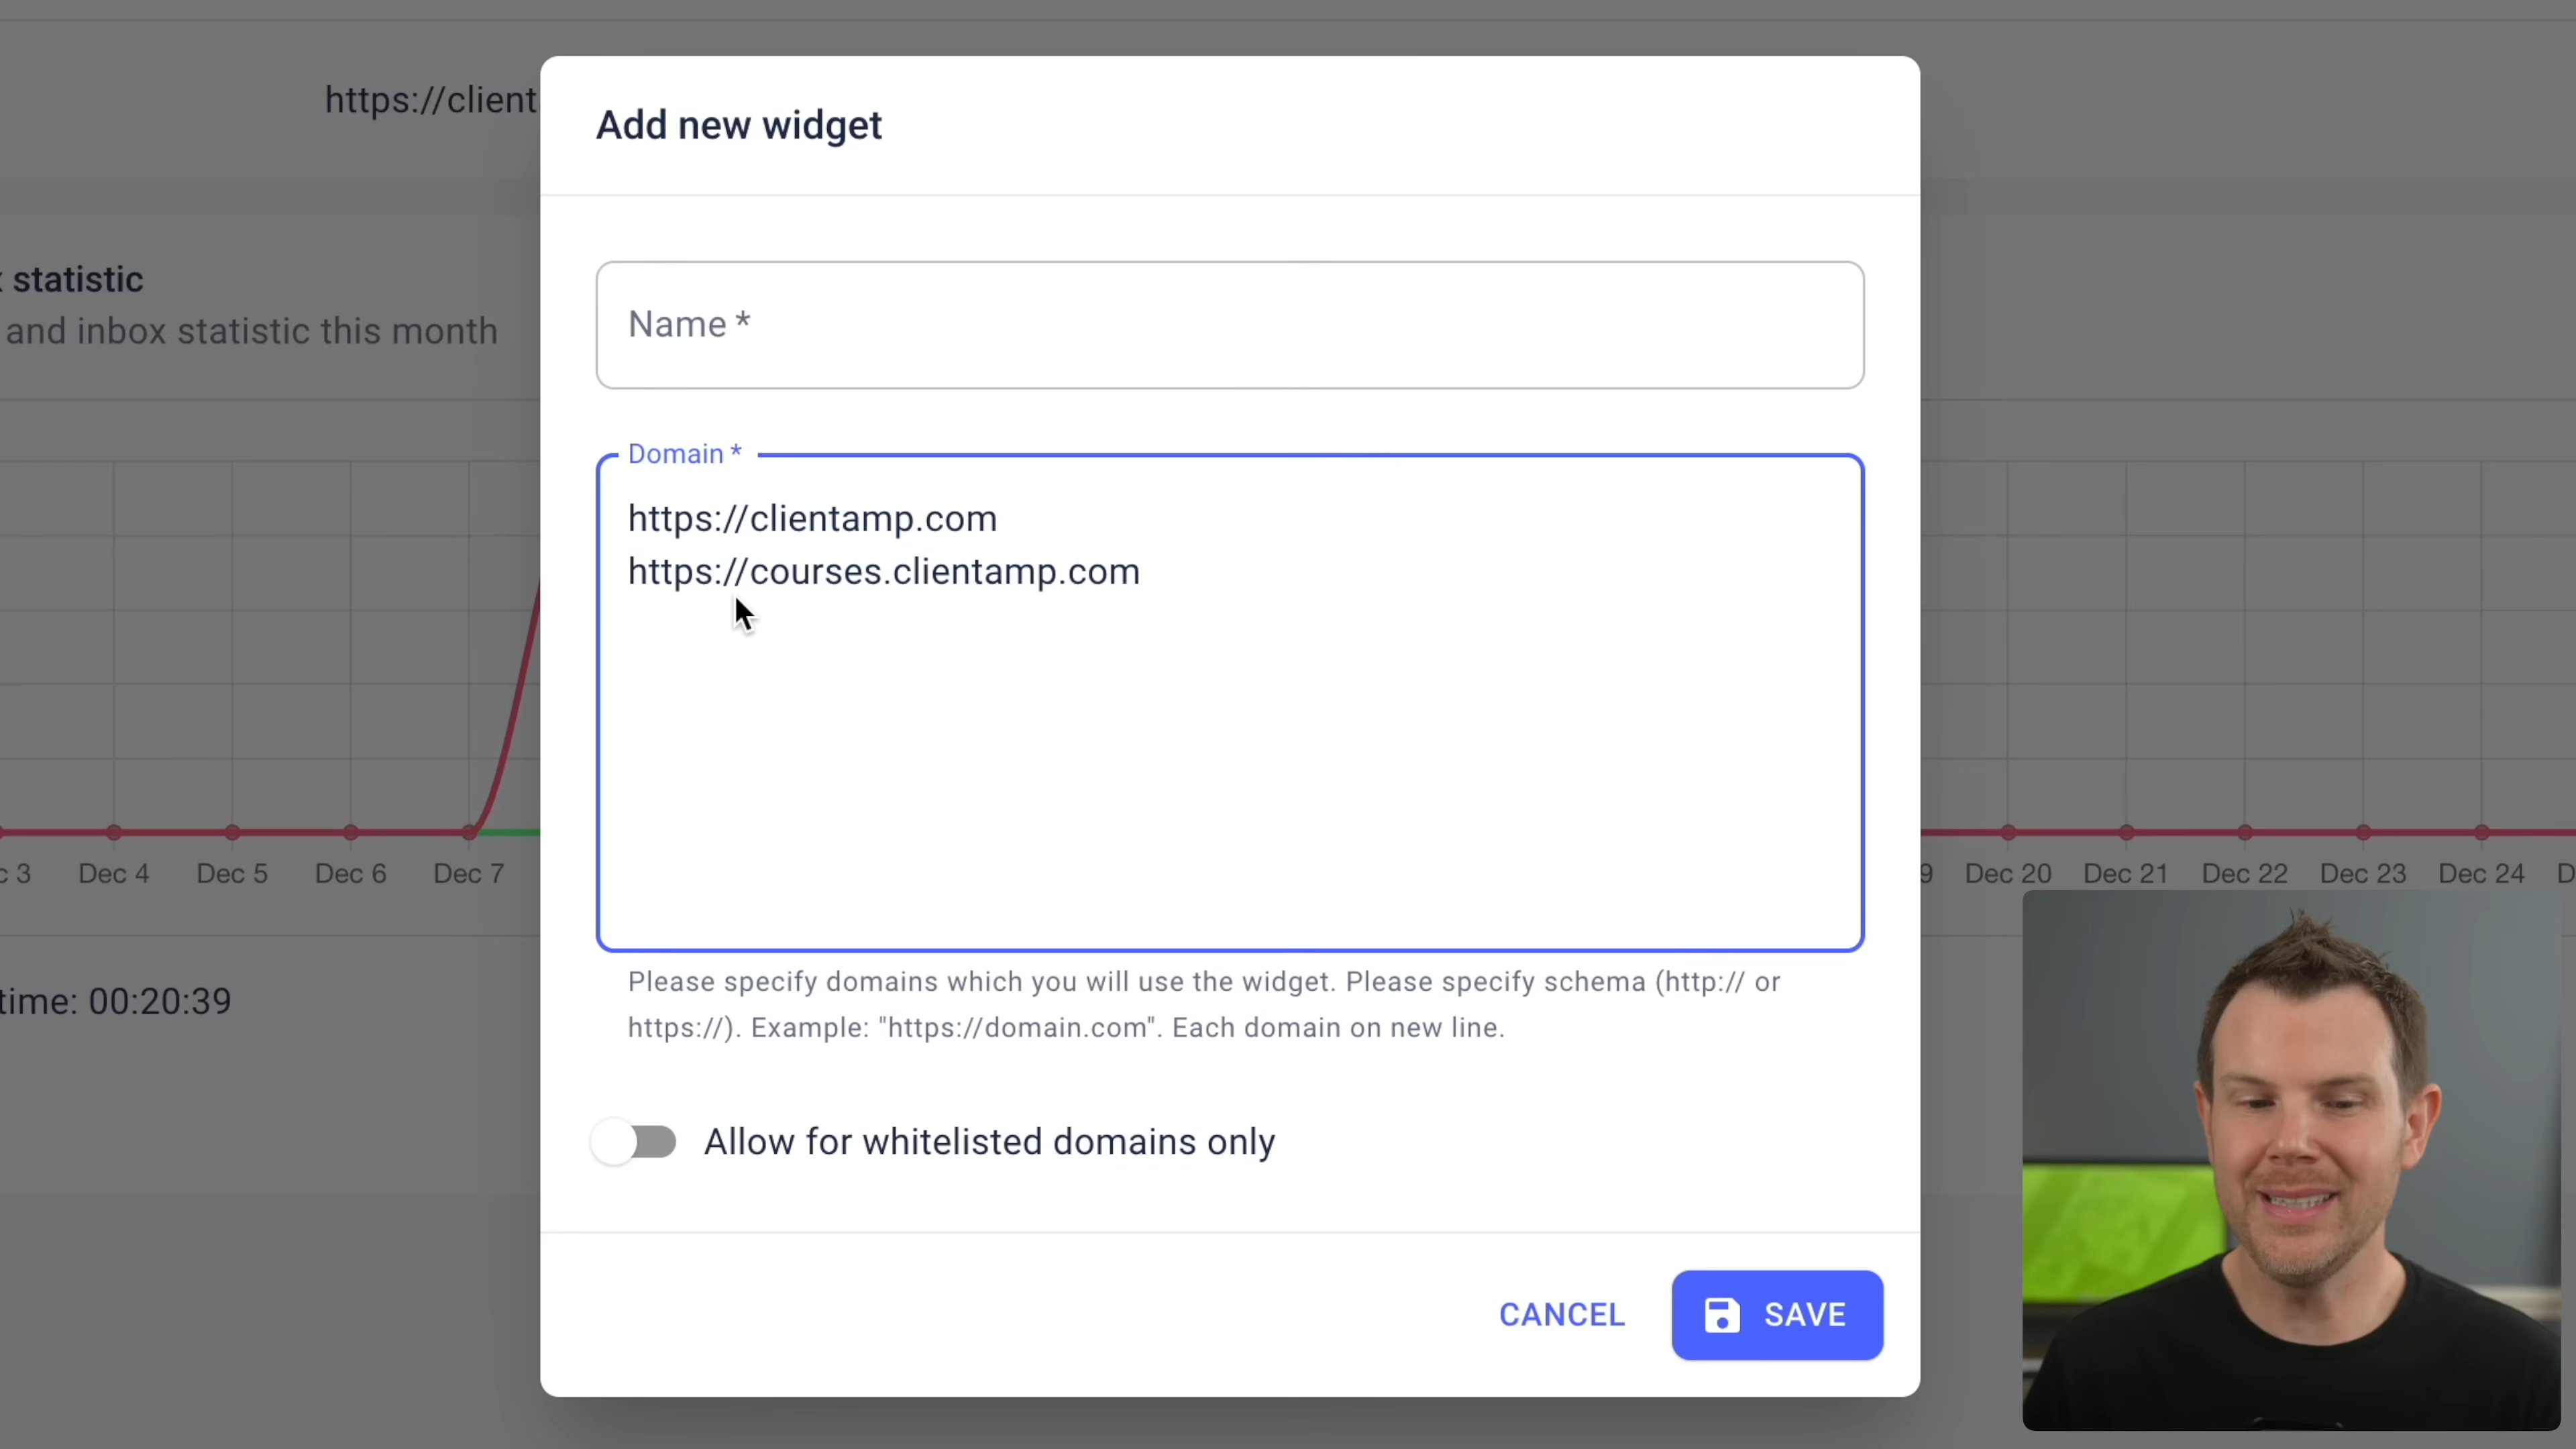 https://client
Add new widget
Name *
statistic
and inbox statistic this month
Domain *
https://clientamp.com
https://courses.clientamp.com
Dec 4 Dec 5 Dec 6 Dec 7
Dec 20 Dec 21 Dec 22 Dec 23 Dec 24
Please specify domains which you will use the widget. Please specify schema (http:// or
https://). Example: "https://domain.com". Each domain on new line.
time: 00:20:39
Allow for whitelisted domains only
CANCEL
SAVE